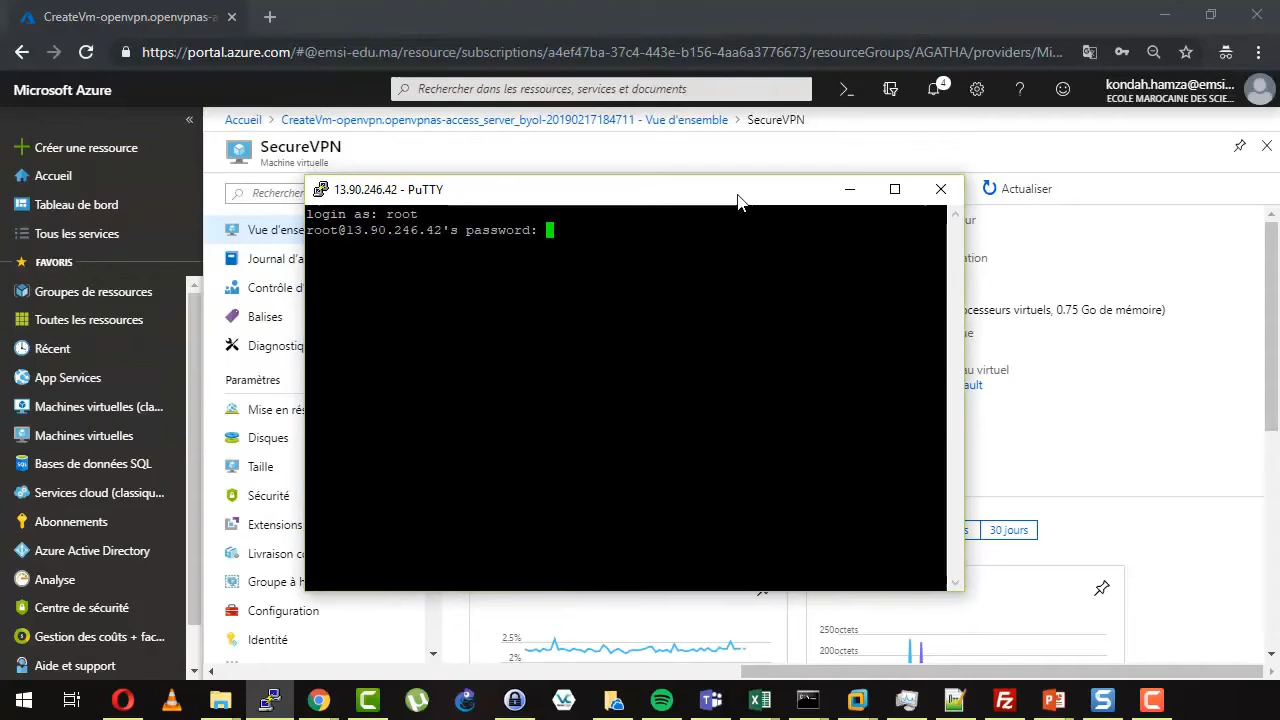 CreateVm-openvpn.openvpnas-a
https://portal.azure.com/#@emsi-edu.ma/resource/subscriptions/a4ef47ba-37c4-443e-b156-4aa6a3776673/resourceGroups/AGATHA/providers/Mi...
Microsoft Azure
Rechercher dans les ressources, services et documents
4
kondah.hamza@emsi...
ECOLE MAROCAINE DES SCIE...
Créer une ressource
Accueil
Tableau de bord
Tous les services
FAVORIS
Groupes de ressources
Toutes les ressources
Récent
App Services
Machines virtuelles (cla...
Machines virtuelles
Bases de données SQL
Services cloud (classiqu...
Abonnements
Azure Active Directory
Analyse
Centre de sécurité
Gestion des coûts + fac...
Aide et support
Accueil > CreateVm-openvpn.openvpnas-access_server_byol-20190217184711 - Vue d'ensemble > SecureVPN
SecureVPN
Machine virtuelle
Rechercher
Actualiser
Vue d'ense
Journal d'a
Contrôle d'
Balises
Diagnostiq
Paramètres
Mise en rés
Disques
Taille
Sécurité
Extensions
Livraison co
Groupe à h
Configuration
Identité
13.90.246.42 - PuTTY
login as: root
root@13.90.246.42's password:
ur
ation
ocesseurs virtuels, 0.75 Go de mémoire)
ue
au virtuel
ault
s
30 jours
2.5%
2%
250octets
200octets